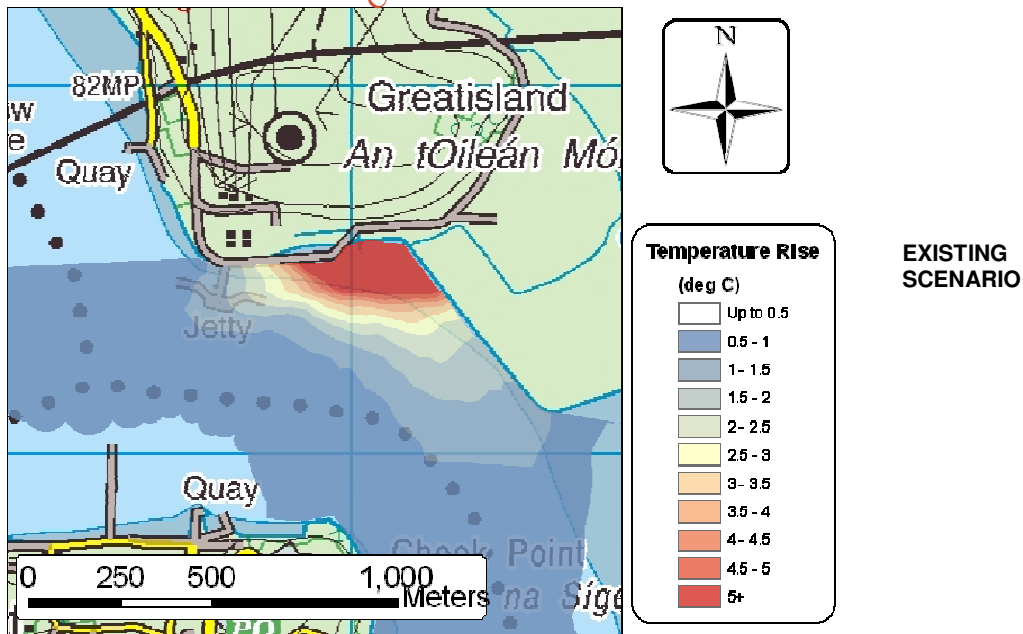 82MP
Greatisland
An tOileán Mó
w
e
Quay
Jetty
Quay
Check Point
na Síge
0 250 500 1,000
Meters
PO
N
Temperature Rise
(deg C)
Up to 0.5
0.5 - 1
1 - 1.5
1.5 - 2
2 - 2.5
2.5 - 3
3 - 3.5
3.5 - 4
4 - 4.5
4.5 - 5
5+
EXISTING
SCENARIO